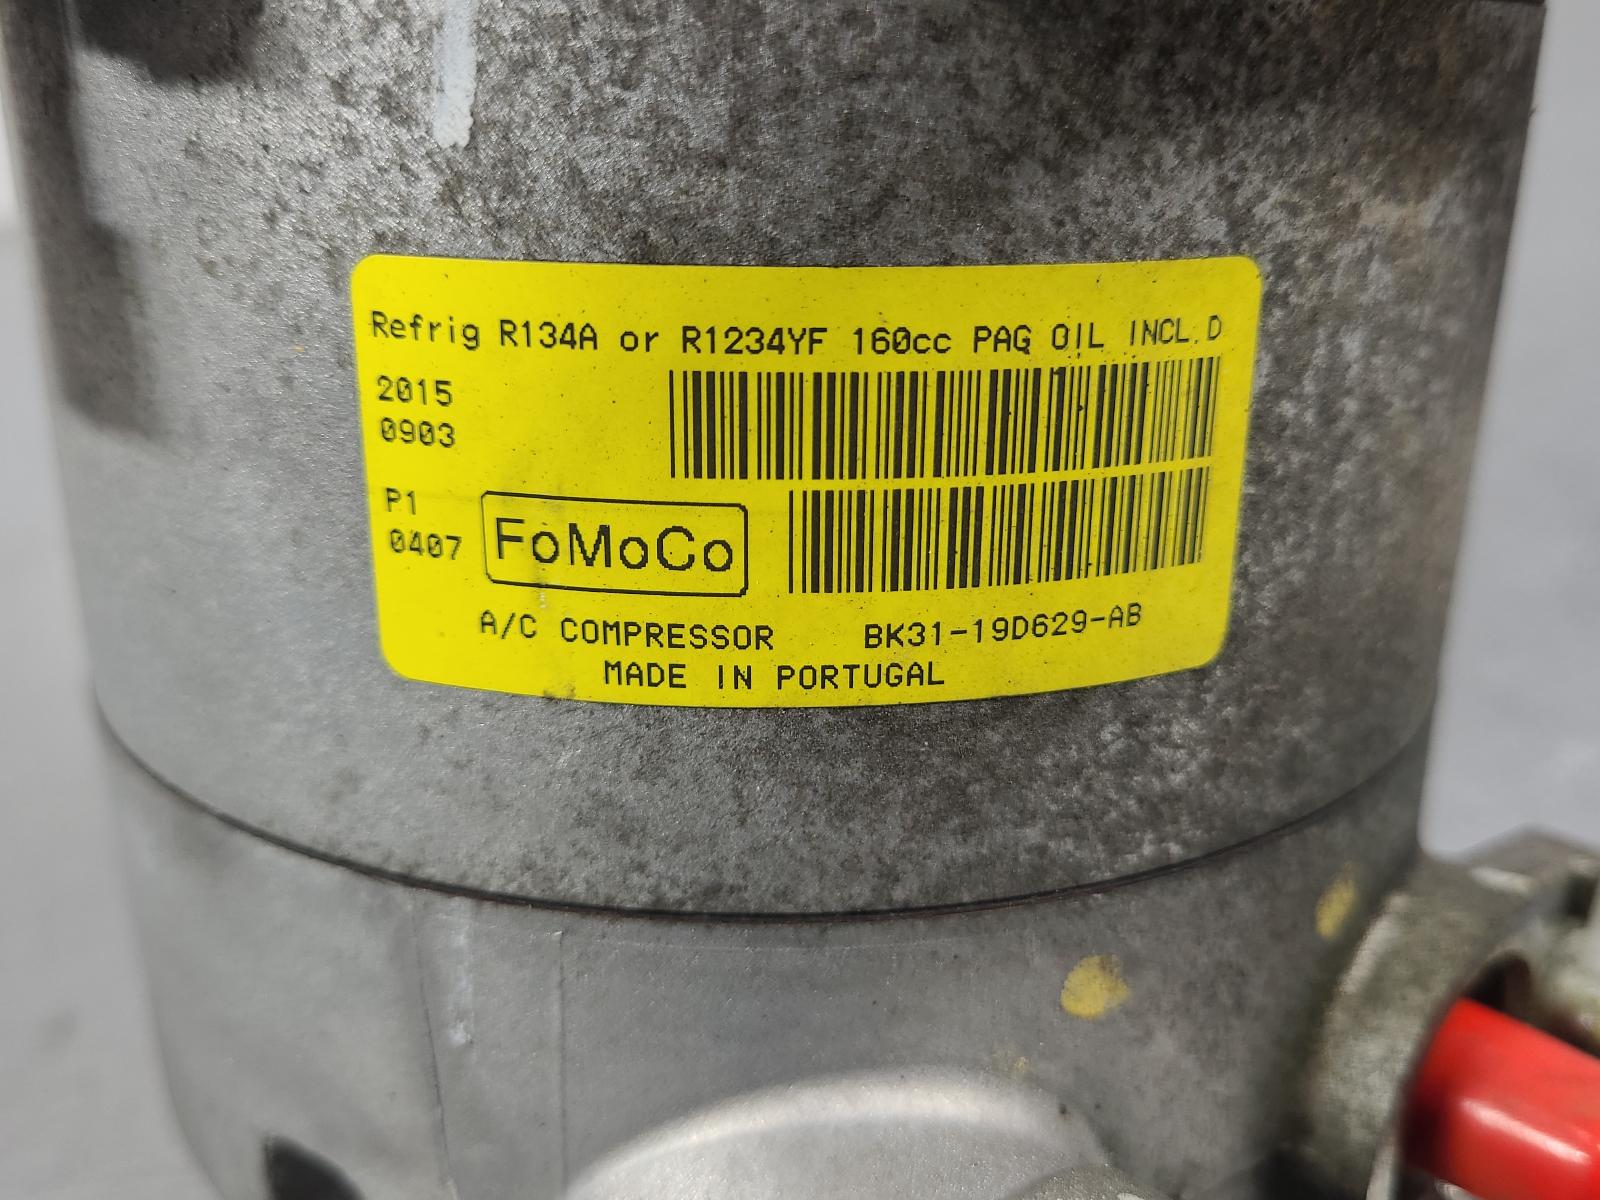 Refrig R134A or R1234YF 160cc PAG OIL INCL.D
2015
0903
P1
0407
FoMoCo
A/C COMPRESSOR BK31-19D629-AB
MADE IN PORTUGAL